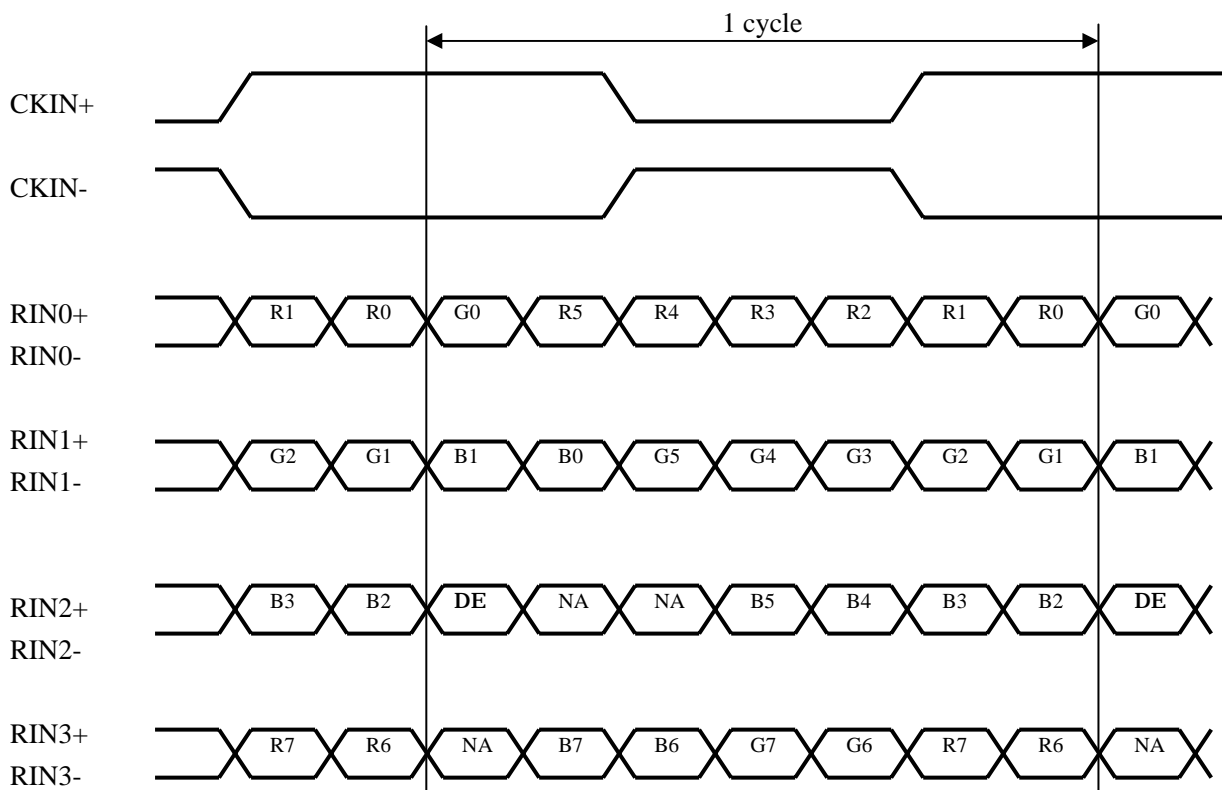 1 cycle
CKIN+
CKIN-
RIN0+ R1 R0 G0 R5 R4 R3 R2 R1 R0 G0
RIN0-
RIN1+ G2 G1 B1 B0 G5 G4 G3 G2 G1 B1
RIN1-
RIN2+ B3 B2 DE NA NA B5 B4 B3 B2 DE
RIN2-
RIN3+ R7 R6 NA B7 B6 G7 G6 R7 R6 NA
RIN3-